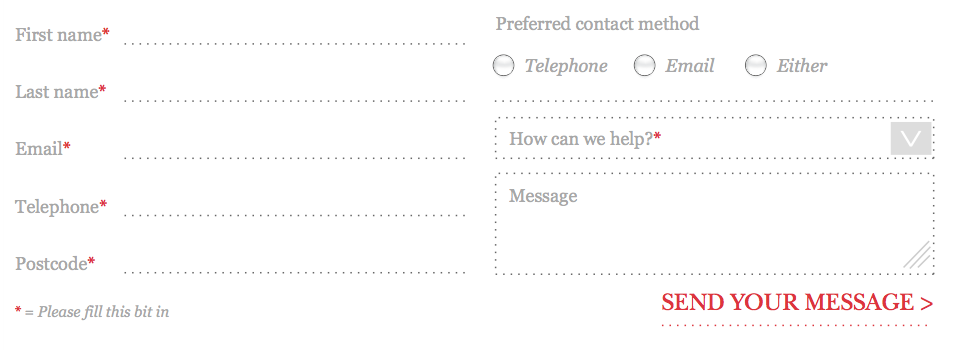 First name*
Last name*
Email*
Telephone*
Postcode*
* = Please fill this bit in
Preferred contact method
Telephone Email Either
How can we help?*
Message
SEND YOUR MESSAGE >